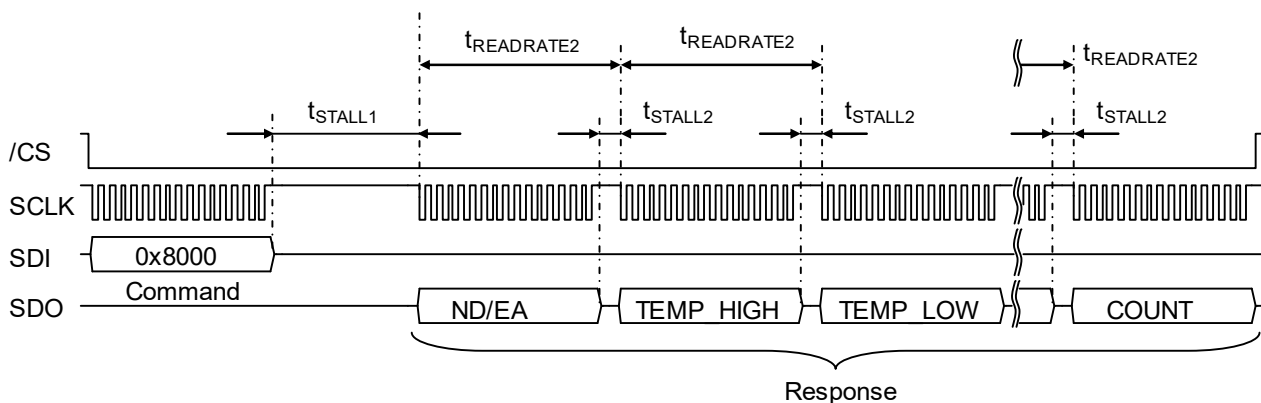 tREADRATE2 tREADRATE2
tREADRATE2
tSTALL1 tSTALL2 tSTALL2 tSTALL2
/CS
SCLK
SDI 0x8000
Command
SDO ND/EA TEMP_HIGH TEMP_LOW COUNT
Response